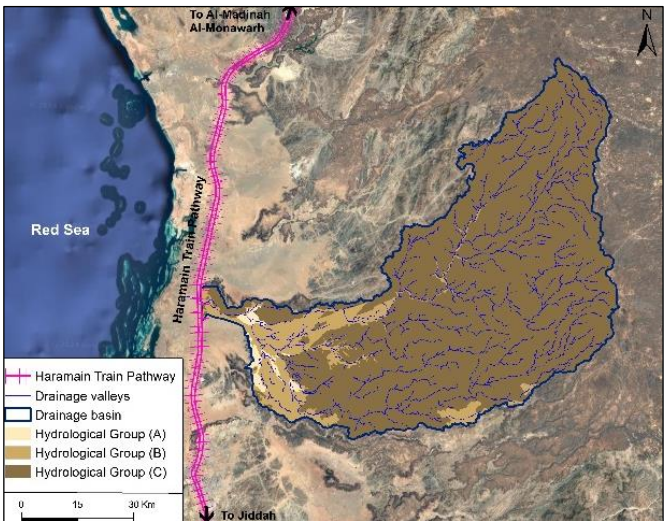 To Al-Madinah
Al-Monawarh
N
Haramain Train Pathway
Red Sea
Haramain Train Pathway
Drainage valleys
Drainage basin
Hydrological Group (A)
Hydrological Group (B)
Hydrological Group (C)
0 15 30 Km
To Jiddah